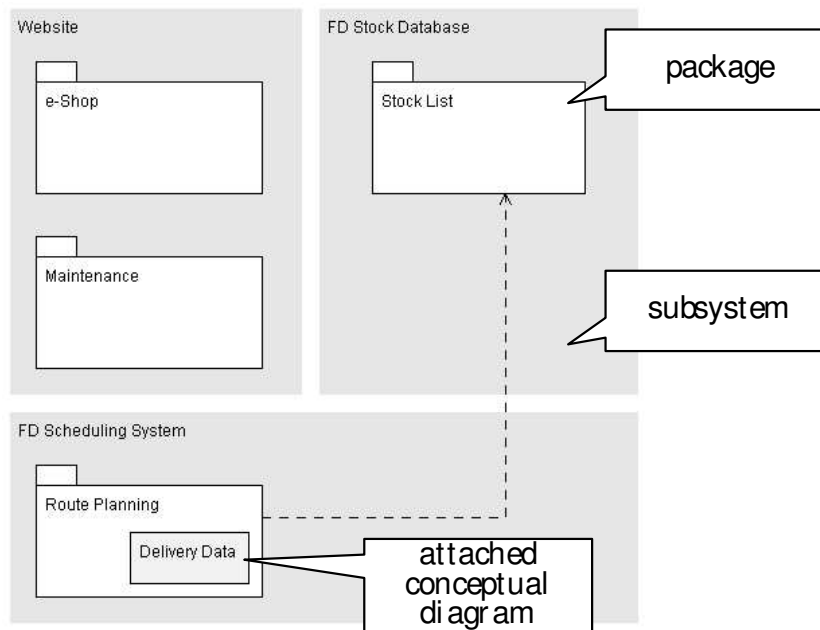 Website
e-Shop
Maintenance
FD Stock Database
Stock List
package
subsystem
FD Scheduling System
Route Planning
Delivery Data
attached
conceptual
diagram